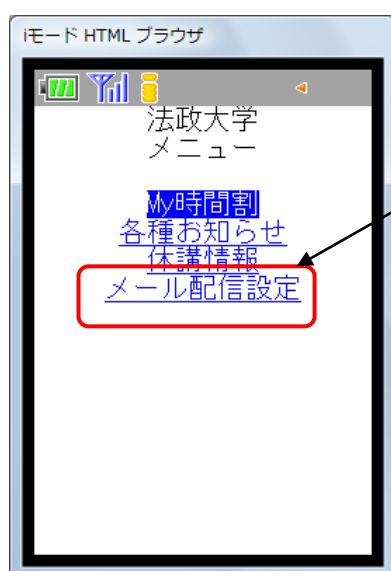 iモード HTML ブラウザ
法政大学
メニュー
My時間割
各種お知らせ
休講情報
メール配信設定